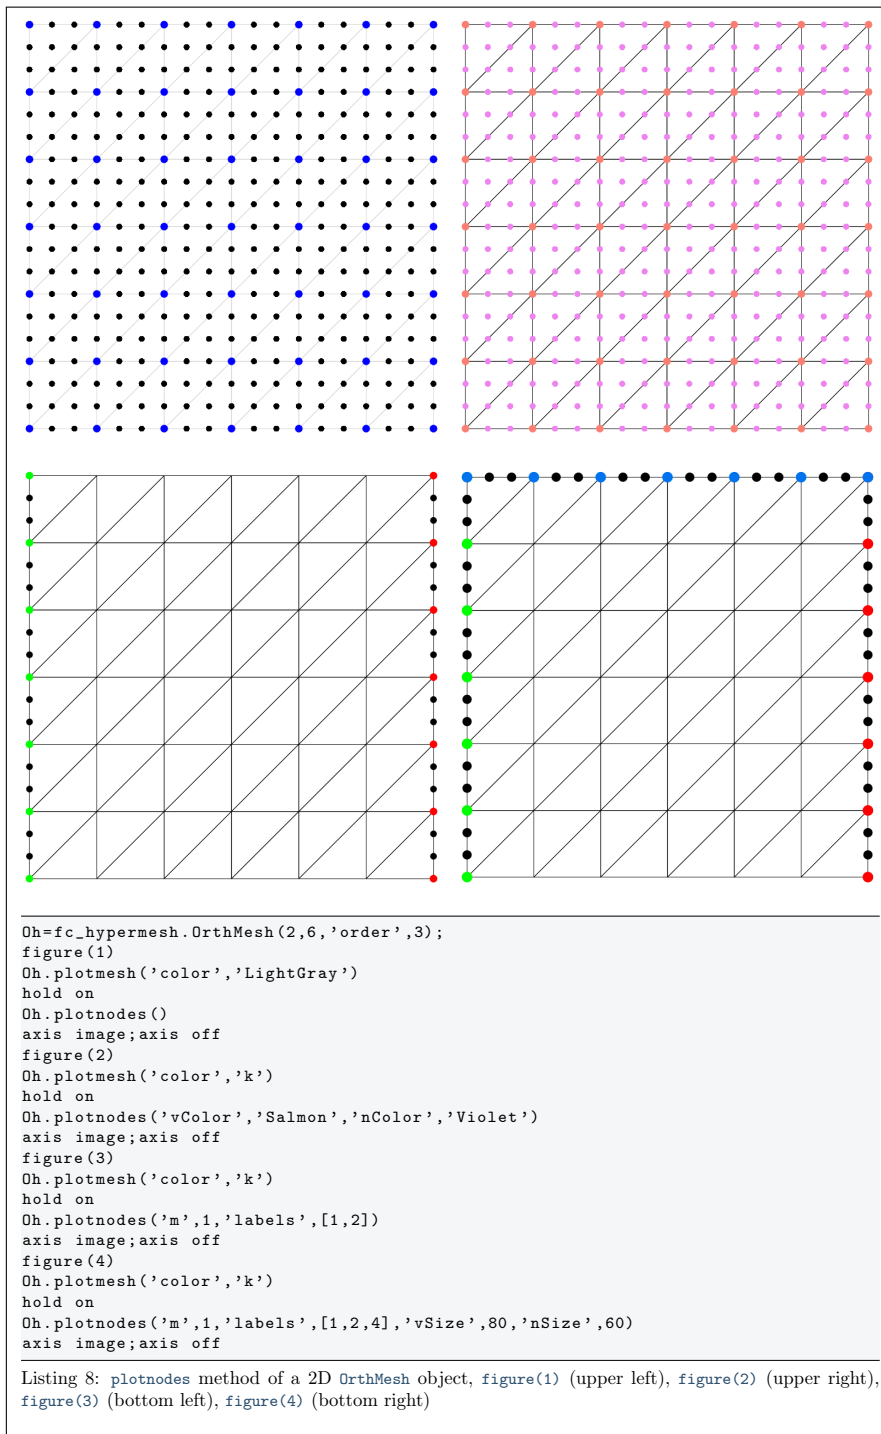 Oh=fc_hypermesh.OrthMesh(2,6,'order',3);
figure(1)
Oh.plotmesh('color','LightGray')
hold on
Oh.plotnodes()
axis image;axis off
figure(2)
Oh.plotmesh('color','k')
hold on
Oh.plotnodes('vColor','Salmon','nColor','Violet')
axis image;axis off
figure(3)
Oh.plotmesh('color','k')
hold on
Oh.plotnodes('m',1,'labels',[1,2])
axis image;axis off
figure(4)
Oh.plotmesh('color','k')
hold on
Oh.plotnodes('m',1,'labels',[1,2,4],'vSize',80,'nSize',60)
axis image;axis off
Listing 8: plotnodes method of a 2D OrthMesh object, figure(1) (upper left), figure(2) (upper right),
figure(3) (bottom left), figure(4) (bottom right)